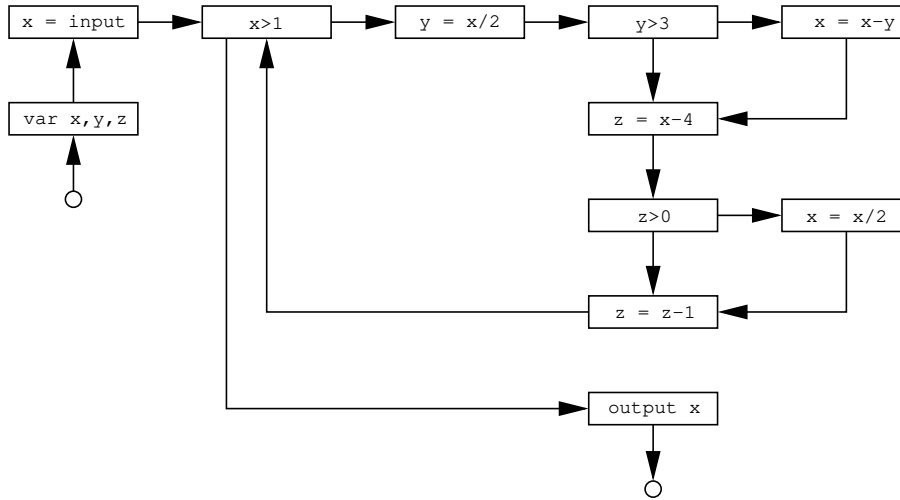 x = input
x>1
y = x/2
y>3
x = x−y
var x,y,z
z = x−4
z>0
x = x/2
z = z−1
output x